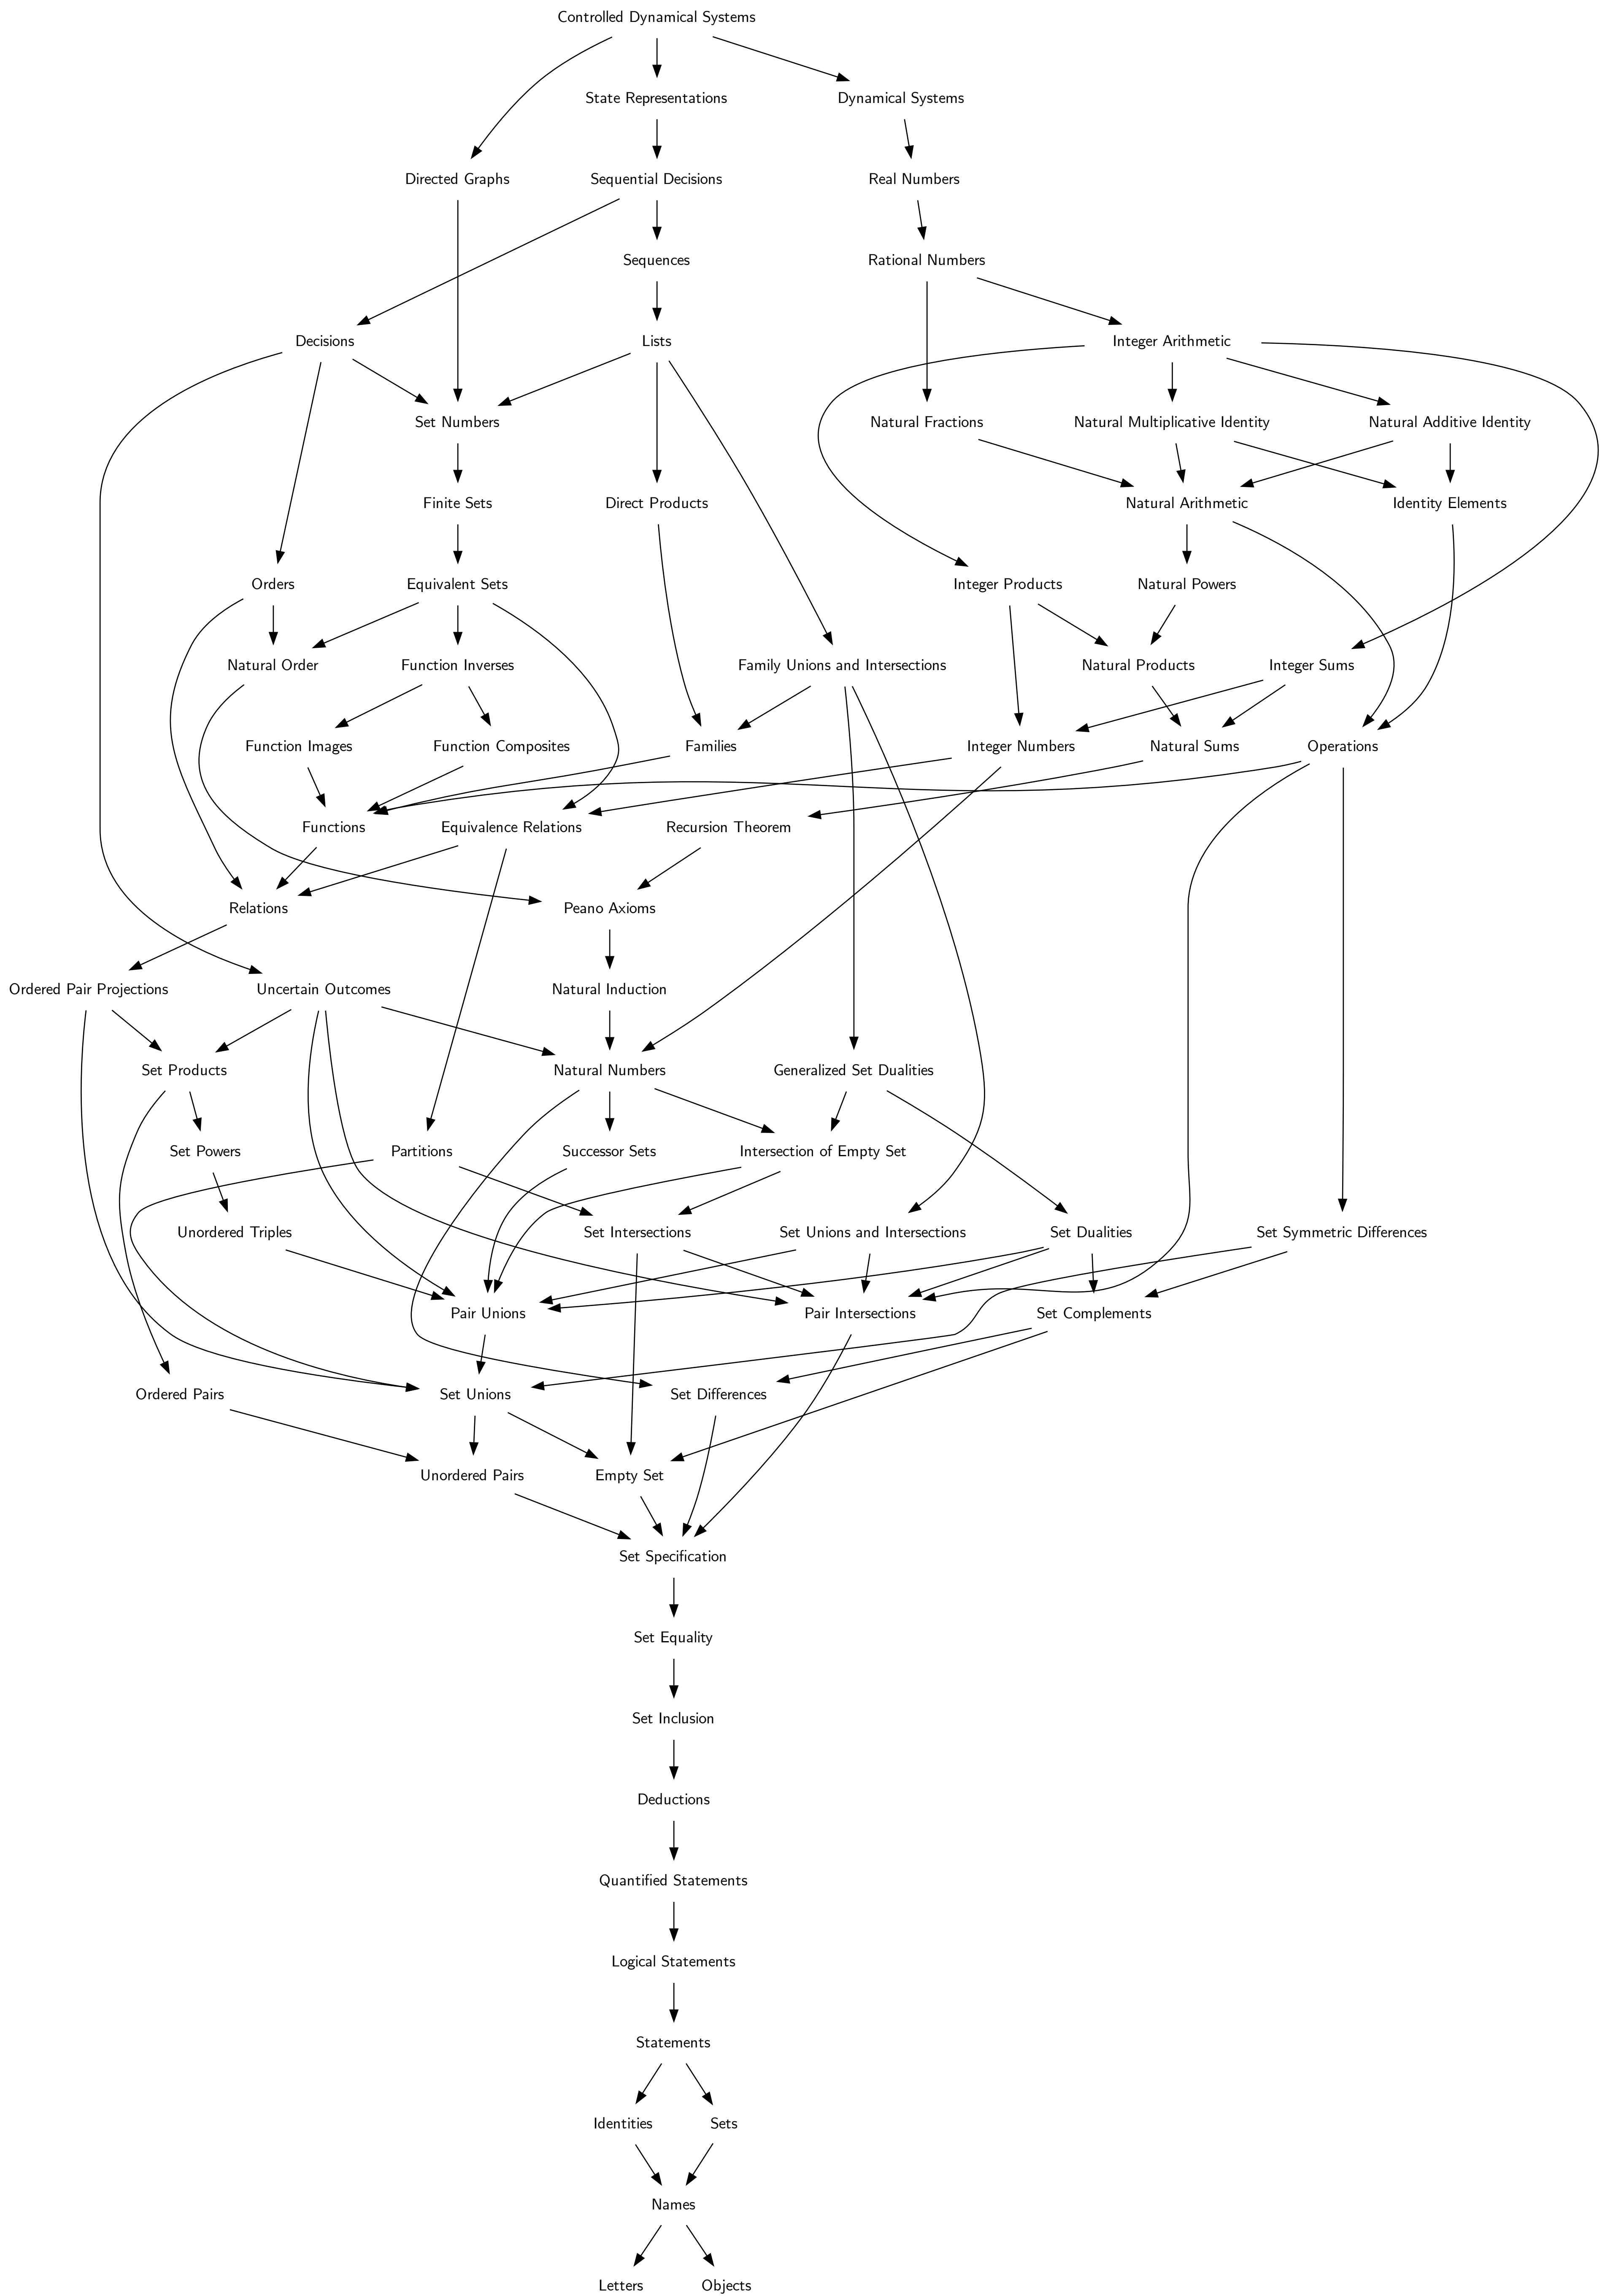 Controlled Dynamical Systems
State Representations
Dynamical Systems
Directed Graphs
Sequential Decisions
Real Numbers
Sequences
Rational Numbers
Decisions
Lists
Integer Arithmetic
Set Numbers
Natural Fractions
Natural Multiplicative Identity
Natural Additive Identity
Finite Sets
Direct Products
Natural Arithmetic
Identity Elements
Orders
Equivalent Sets
Integer Products
Natural Powers
Natural Order
Function Inverses
Family Unions and Intersections
Natural Products
Integer Sums
Function Images
Function Composites
Families
Integer Numbers
Natural Sums
Operations
Functions
Equivalence Relations
Recursion Theorem
Relations
Peano Axioms
Ordered Pair Projections
Uncertain Outcomes
Natural Induction
Set Products
Natural Numbers
Generalized Set Dualities
Set Powers
Partitions
Successor Sets
Intersection of Empty Set
Unordered Triples
Set Intersections
Set Unions and Intersections
Set Dualities
Set Symmetric Differences
Pair Unions
Pair Intersections
Set Complements
Ordered Pairs
Set Unions
Set Differences
Unordered Pairs
Empty Set
Set Specification
Set Equality
Set Inclusion
Deductions
Quantified Statements
Logical Statements
Statements
Identities
Sets
Names
Letters
Objects